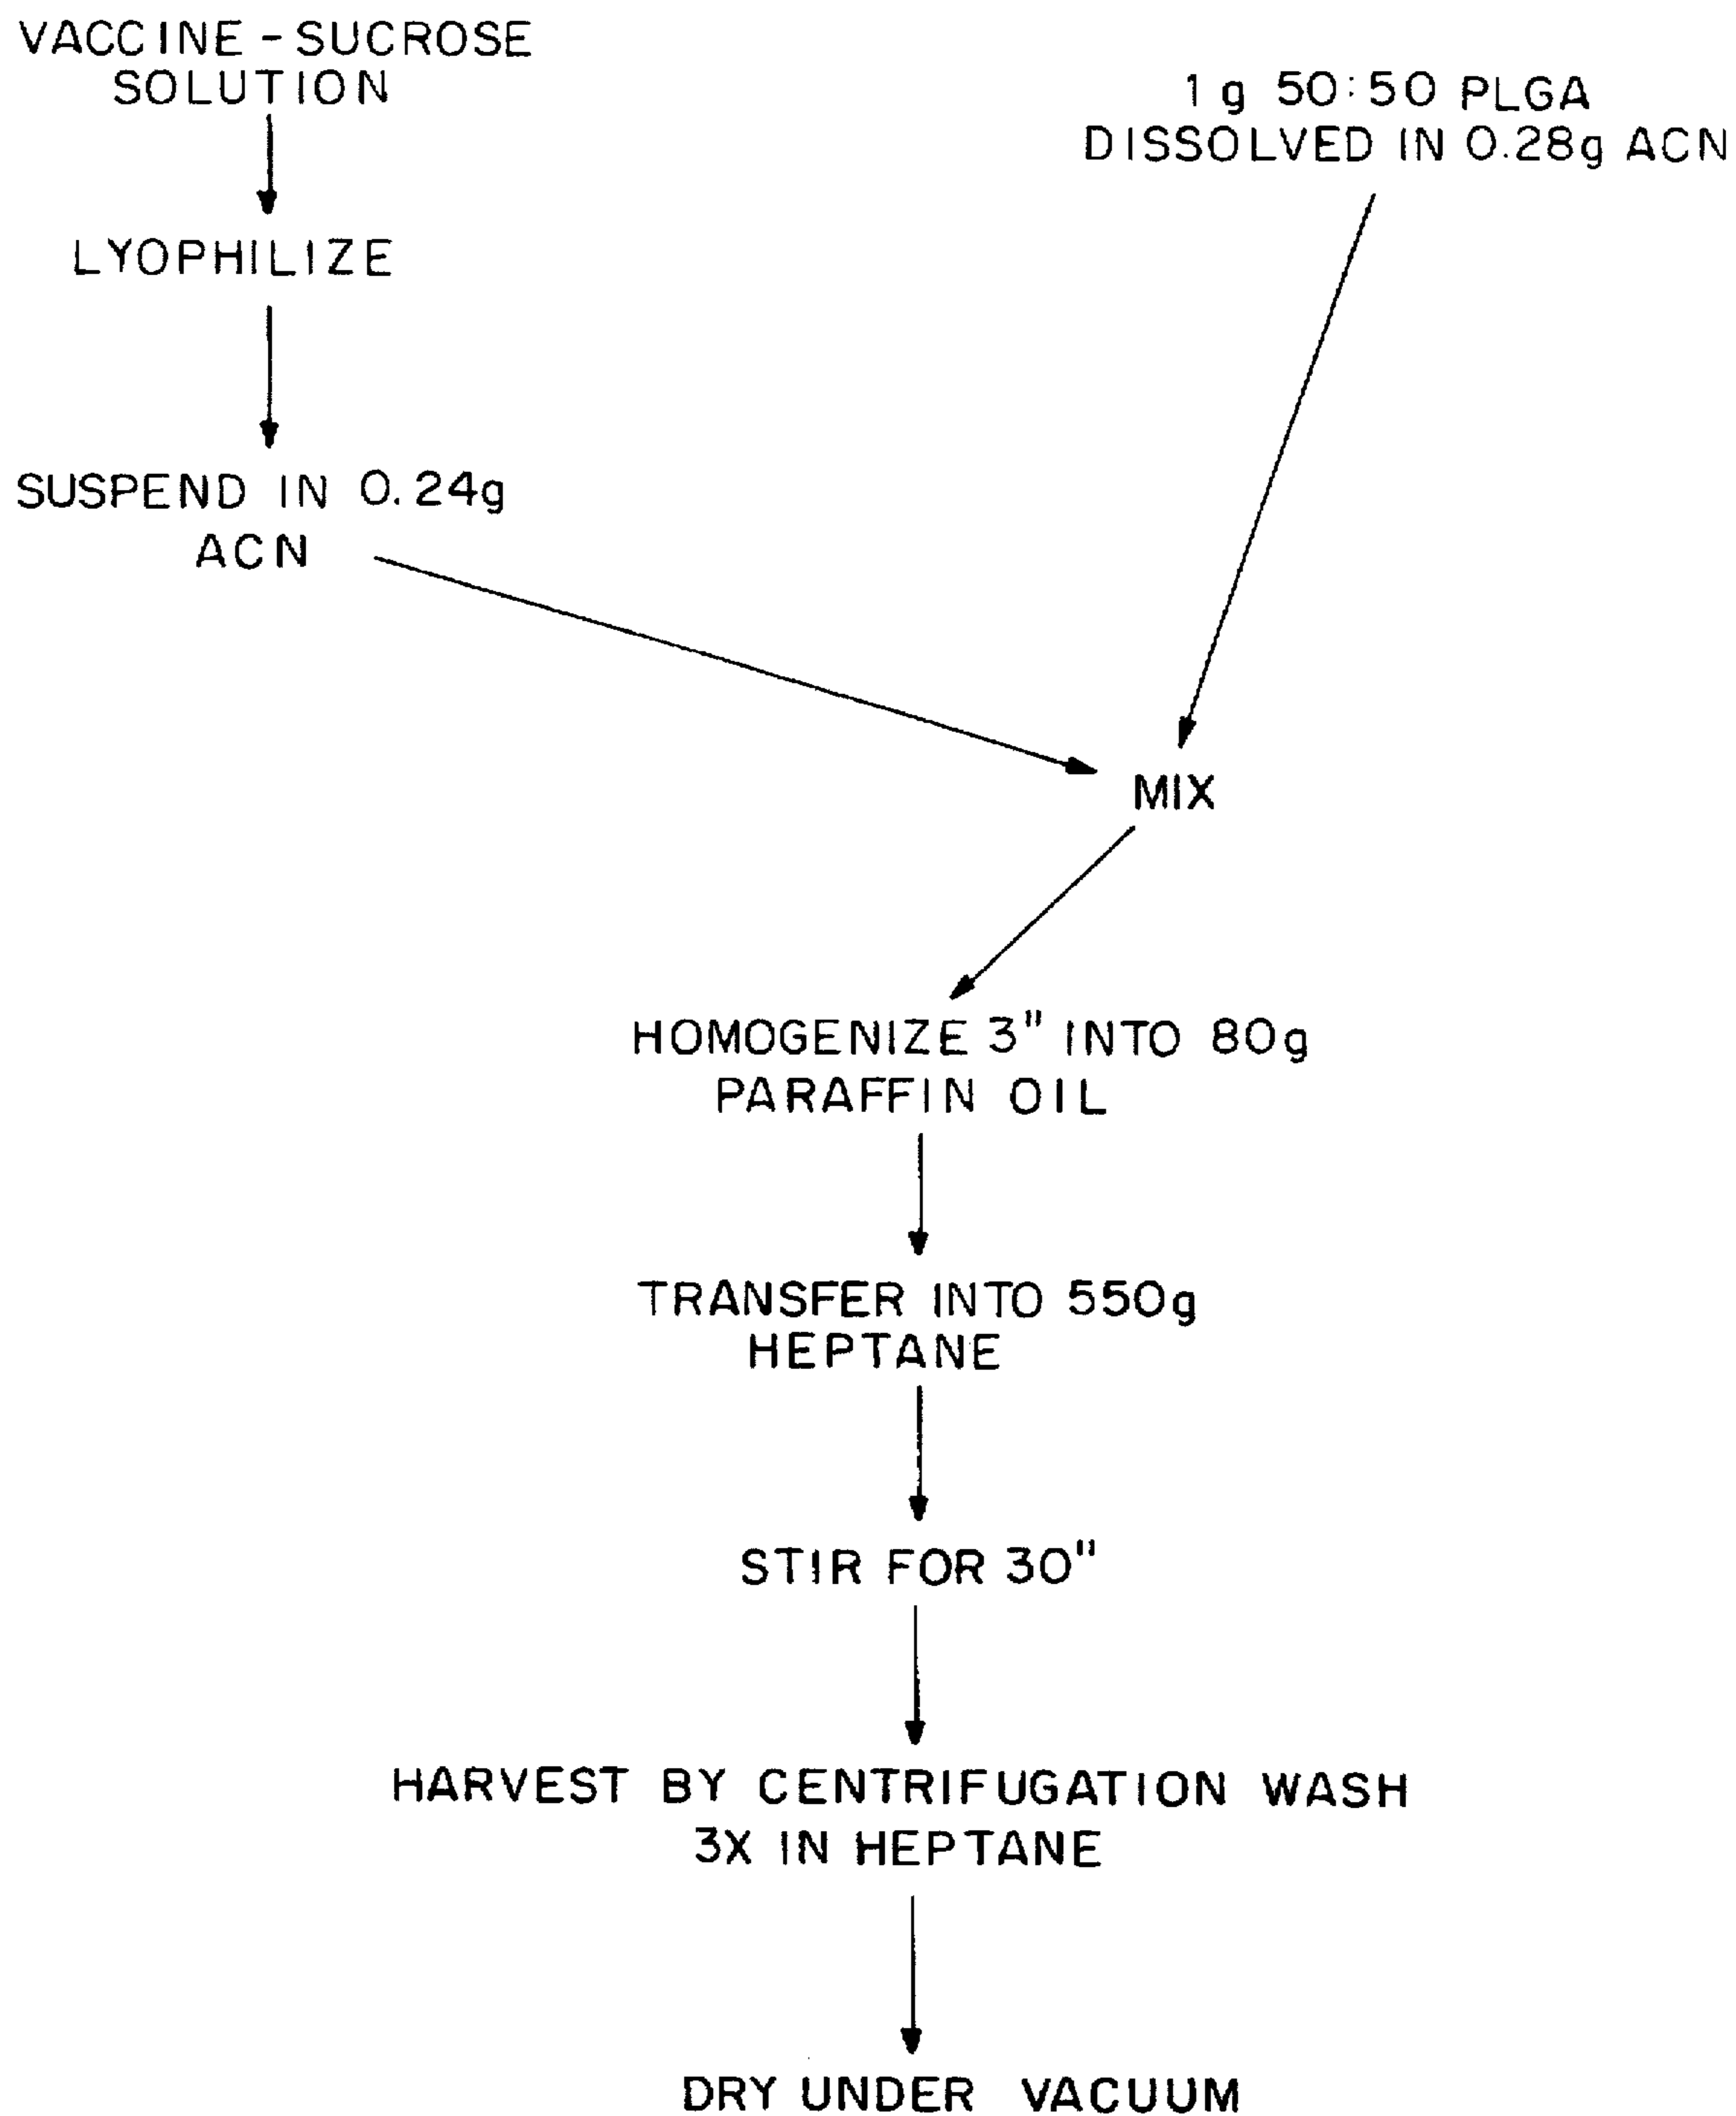 VACCINE-SUCROSE
SOLUTION
1g 50:50 PLGA
DISSOLVED IN 0.28g ACN
LYOPHILIZE
SUSPEND IN 0.24g
ACN
MIX
HOMOGENIZE 3" INTO 80g
PARAFFIN OIL
TRANSFER INTO 550g
HEPTANE
STIR FOR 30"
HARVEST BY CENTRIFUGATION WASH
3X IN HEPTANE
DRY UNDER VACUUM